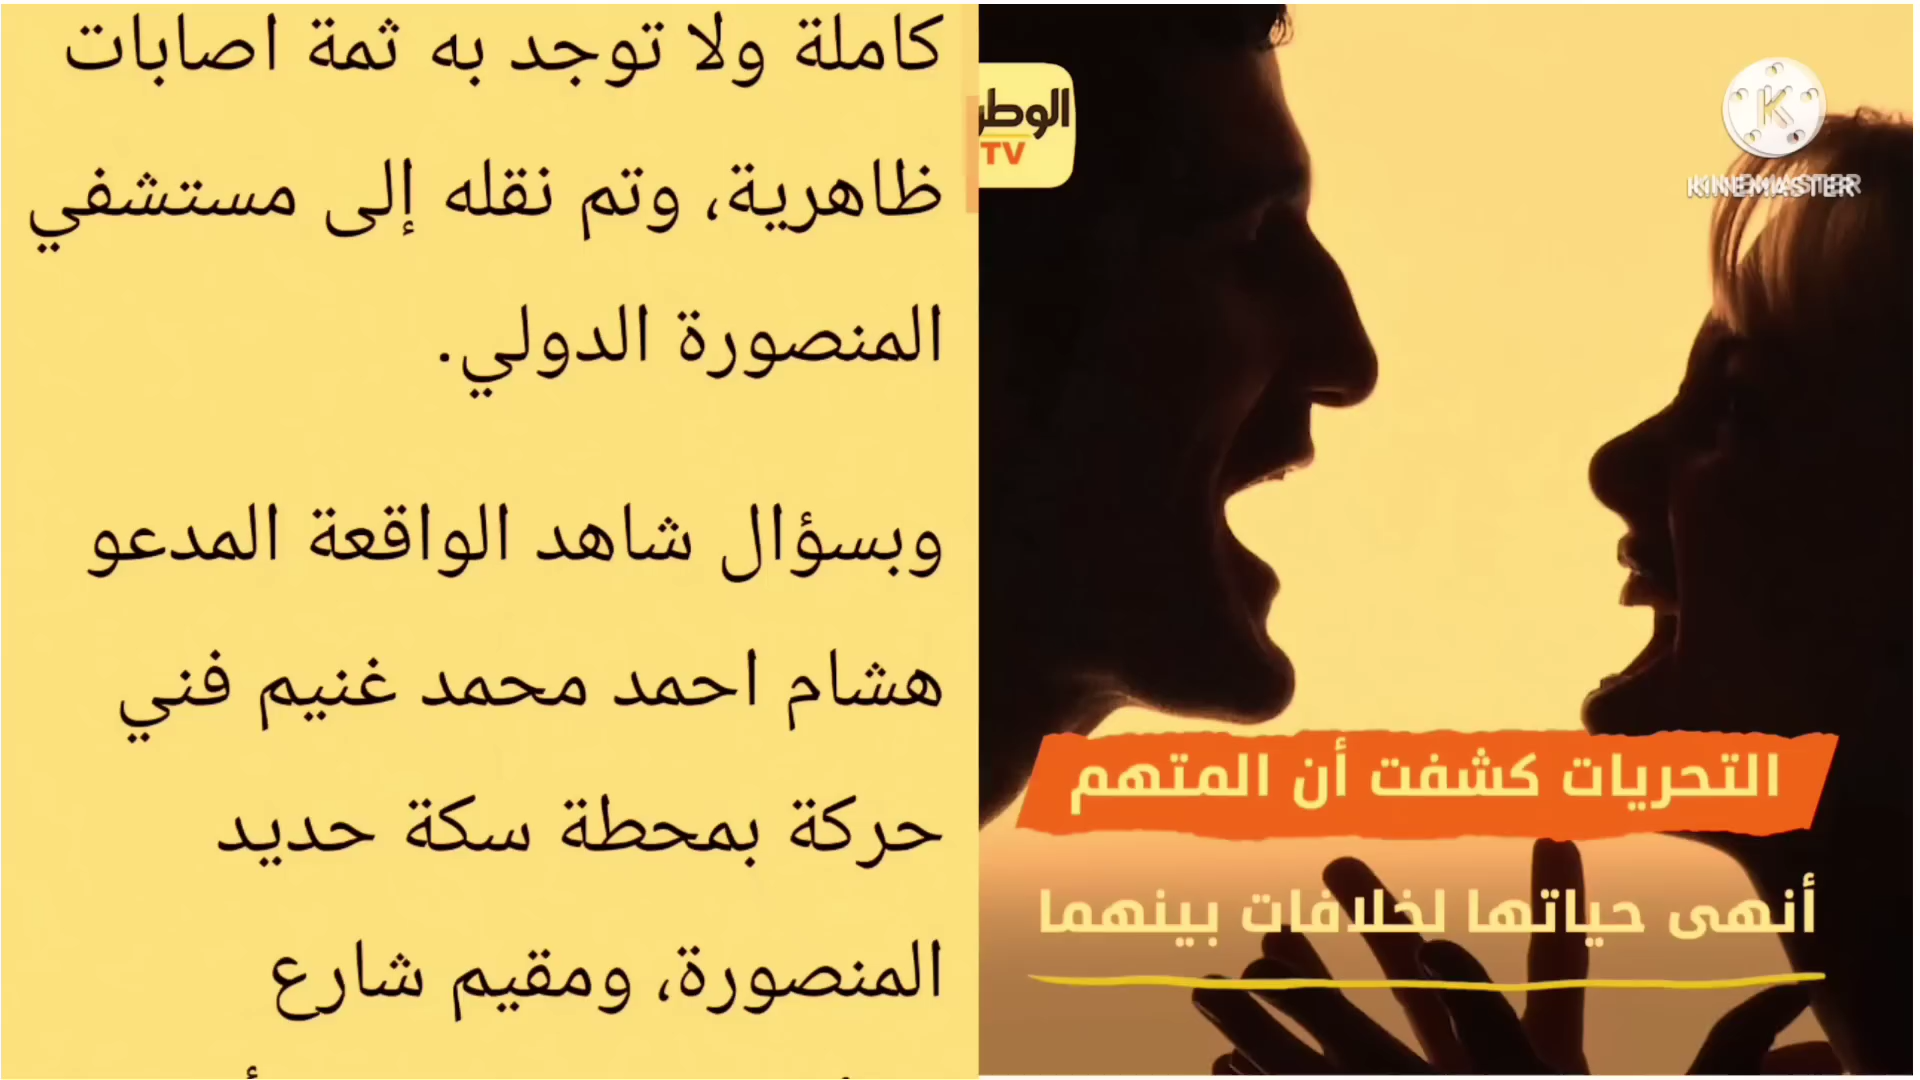 كاملة ولا توجد به ثمة اصابات
ظاهرية، وتم نقله إلى مستشفي
المنصورة الدولي.
وبسؤال شاهد الواقعة المدعو
هشام احمد محمد غنيم فني
حركة بمحطة سكة حديد
المنصورة، ومقيم شارع
الوطن
TV
KINEMASTER
التحريات كشفت أن المتهم
أنهى حياتها لخلافات بينهما